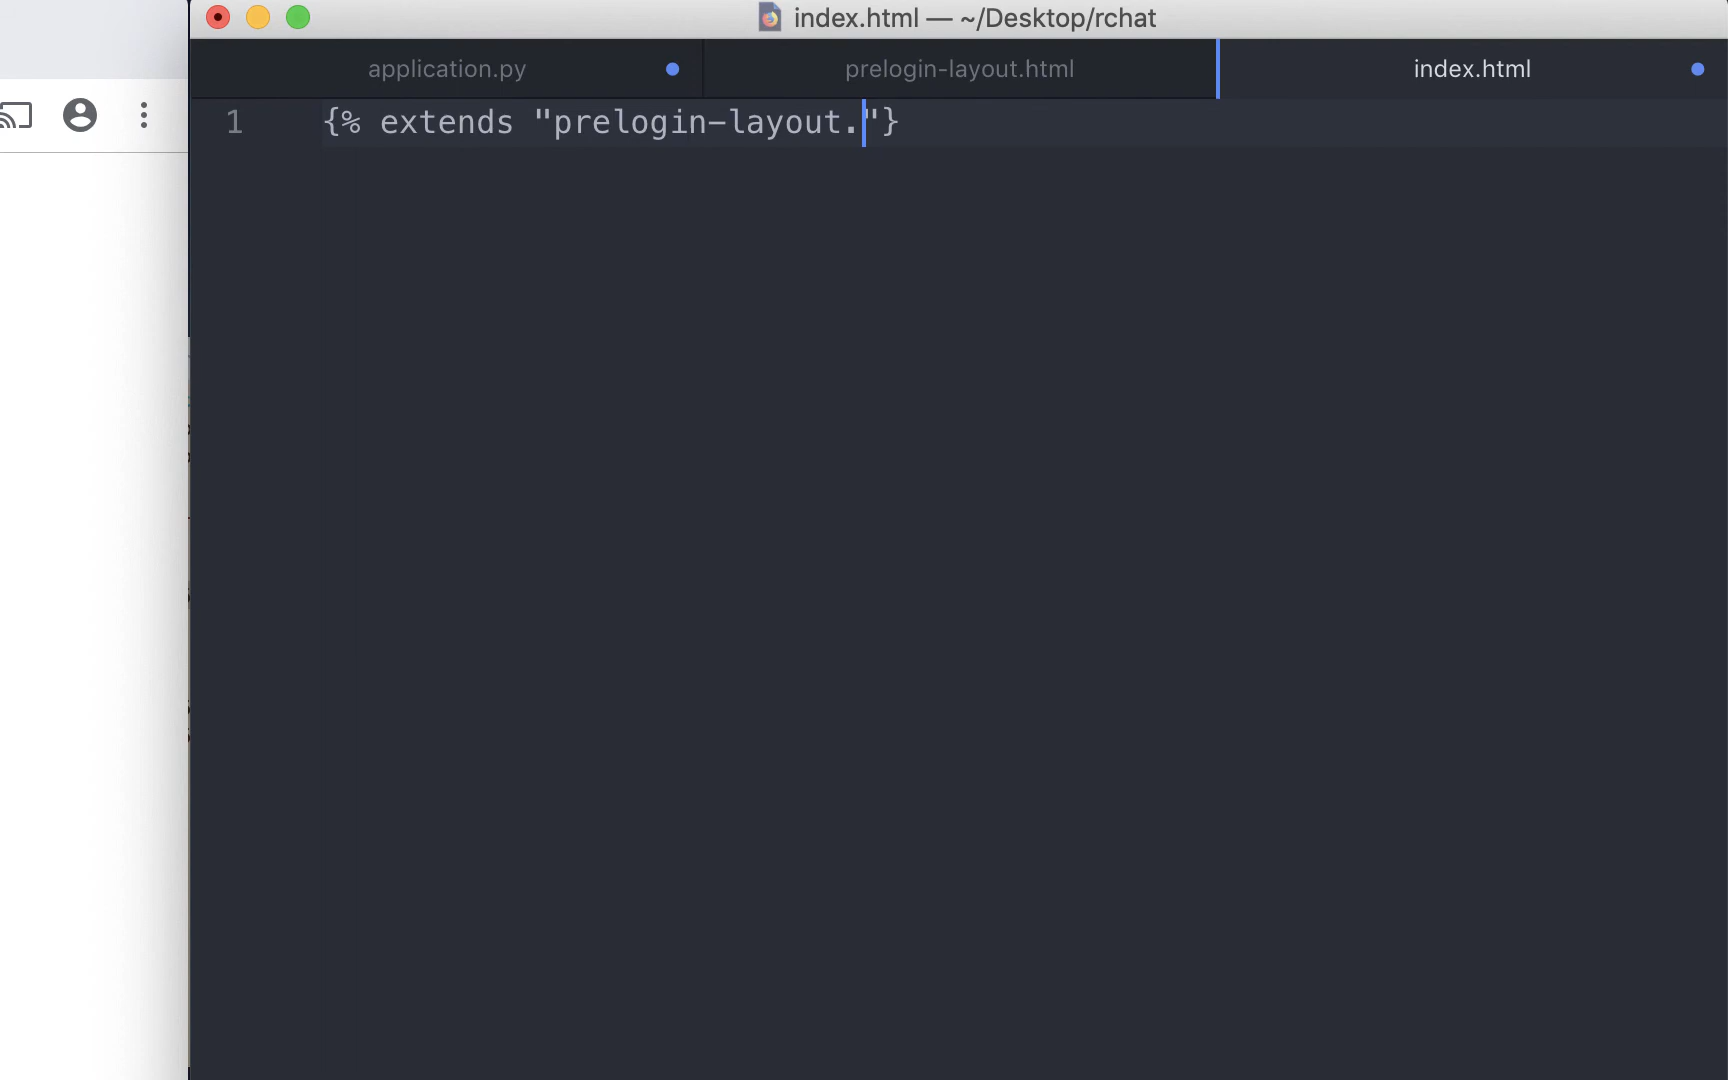 index.html — ~/Desktop/rchat
application.py
prelogin-layout.html
index.html
1 {% extends "prelogin-layout."}